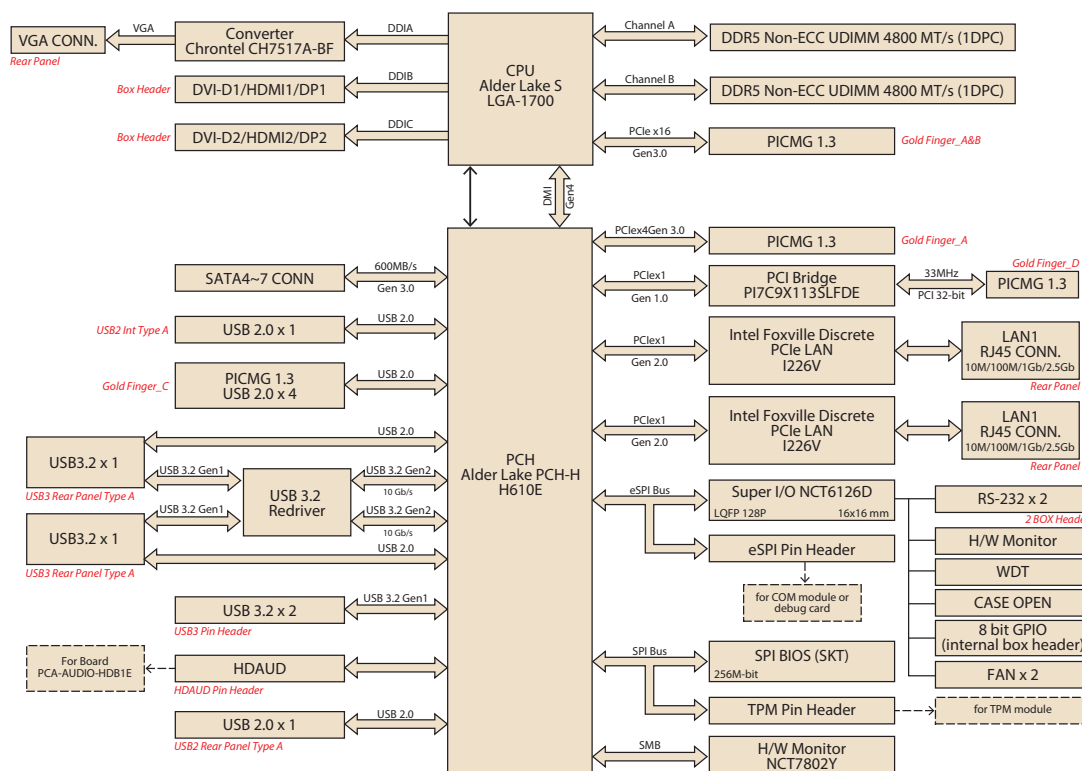 VGA CONN.
Rear Panel
VGA
Converter
Chrontel CH7517A-BF
DDIA
Box Header
DVI-D1/HDMI1/DP1
DDIB
Box Header
DVI-D2/HDMI2/DP2
DDIC
CPU
Alder Lake S
LGA-1700
Channel A
DDR5 Non-ECC UDIMM 4800 MT/s (1DPC)
Channel B
DDR5 Non-ECC UDIMM 4800 MT/s (1DPC)
PCIe x16
Gen3.0
PICMG 1.3
Gold Finger_A&B
DMI
Gen4
SATA4~7 CONN
600MB/s
Gen 3.0
USB2 Int Type A
USB 2.0 x 1
USB 2.0
Gold Finger_C
PICMG 1.3
USB 2.0 x 4
USB 2.0
USB3.2 x 1
USB3 Rear Panel Type A
USB 2.0
USB 3.2 Gen1
USB 3.2
Redriver
USB 3.2 Gen2
10 Gb/s
USB3.2 x 1
USB3 Rear Panel Type A
USB 3.2 Gen1
USB 3.2 Gen2
10 Gb/s
USB 2.0
USB 3.2 x 2
USB3 Pin Header
USB 3.2 Gen1
For Board
PCA-AUDIO-HDB1E
HDAUD
HDAUD Pin Header
USB 2.0 x 1
USB2 Rear Panel Type A
USB 2.0
PCH
Alder Lake PCH-H
H610E
PCIex4Gen 3.0
PICMG 1.3
Gold Finger_A
PCIex1
Gen 1.0
PCI Bridge
PI7C9X113SLFDE
33MHz
PCI 32-bit
Gold Finger_D
PICMG 1.3
PCIex1
Gen 2.0
Intel Foxville Discrete
PCIe LAN
I226V
LAN1
RJ45 CONN.
10M/100M/1Gb/2.5Gb
Rear Panel
PCIex1
Gen 2.0
Intel Foxville Discrete
PCIe LAN
I226V
LAN1
RJ45 CONN.
10M/100M/1Gb/2.5Gb
Rear Panel
eSPI Bus
Super I/O NCT6126D
LQFP 128P
16x16 mm
eSPI Pin Header
for COM module or
debug card
RS-232 x 2
2 BOX Heade
H/W Monitor
WDT
CASE OPEN
8 bit GPIO
(internal box header)
FAN x 2
SPI Bus
SPI BIOS (SKT)
256M-bit
TPM Pin Header
for TPM module
SMB
H/W Monitor
NCT7802Y